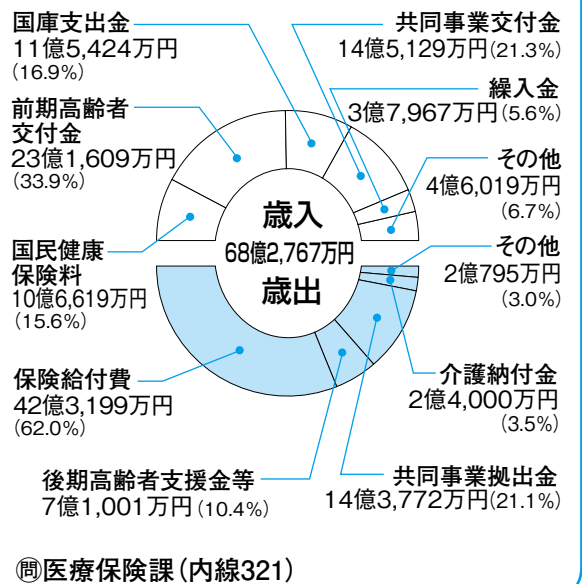 国庫支出金
11億5,424万円
(16.9%)
前期高齢者
交付金
23億1,609万円
(33.9%)
国民健康
保険料
10億6,619万円
(15.6%)
共同事業交付金
14億5,129万円(21.3%)
繰入金
3億7,967万円(5.6%)
その他
4億6,019万円
(6.7%)
歳入
68億2,767万円
歳出
その他
2億795万円
(3.0%)
介護納付金
2億4,000万円
(3.5%)
共同事業拠出金
14億3,772万円(21.1%)
保険給付費
42億3,199万円
(62.0%)
後期高齢者支援金等
7億1,001万円(10.4%)
㉄医療保険課(内線321)